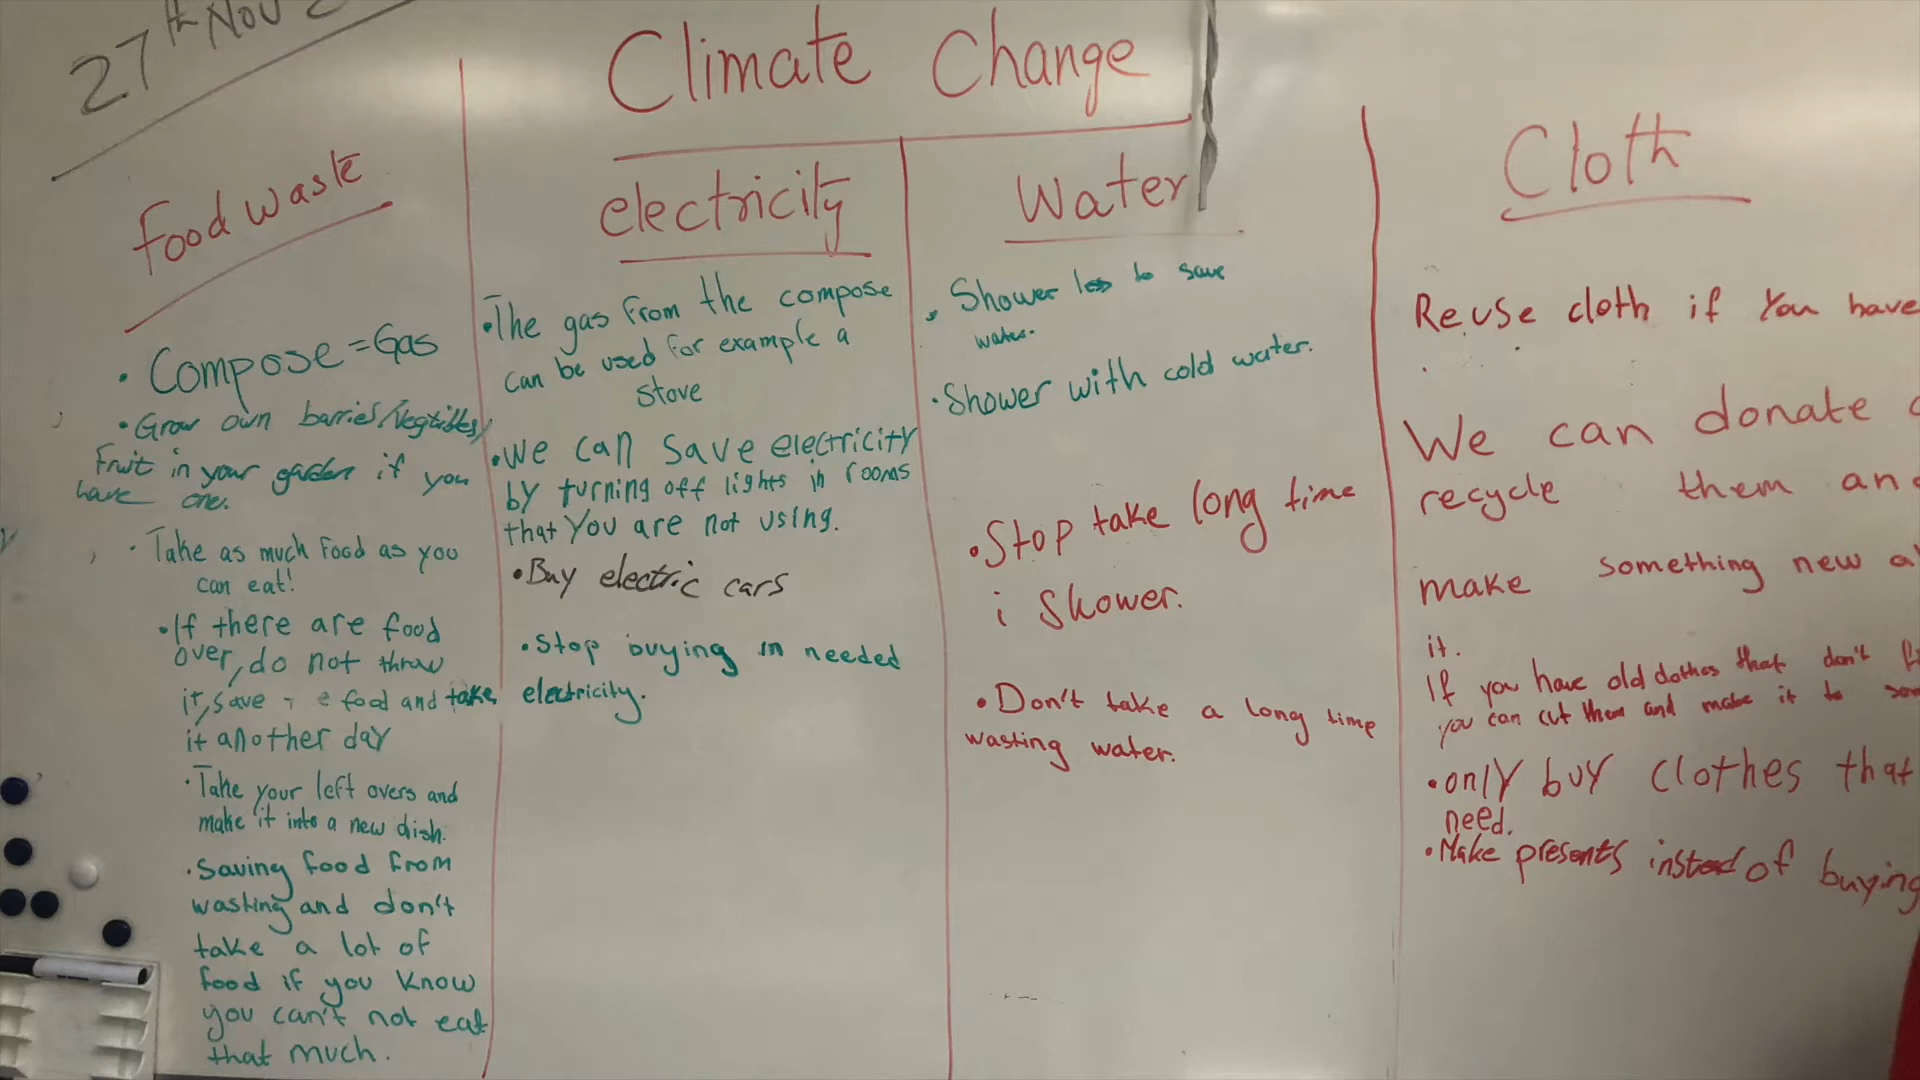 27th Nov
Climate Change
Food waste
• Compose = Gas
• Grow own barries/Vegtibles/
Fruit in your garden if you
have one.
• Take as much Food as you
can eat!
• If there are food
over, do not throw
it, save e food and take
it another day
• Take your left overs and
make it into a new dish.
• Saving food from
wasting and don't
take a lot of
food if you know
you can't not eat
that much.
electricity
• The gas from the compose
can be used for example a
stove
• We can save electricity
by turning off lights in rooms
that you are not using.
• Buy electric cars
• Stop buying in needed
electricity.
Water
• Shower less to save
water.
• Shower with cold water.
• Stop take long time
i shower.
• Don't take a long time
wasting water.
Cloth
Reuse cloth if You have
We can donate
recycle them and
make something new
it.
If you have old clothes that don't
you can cut them and make it to
• only buy clothes that
need.
• Make presents instead of buying